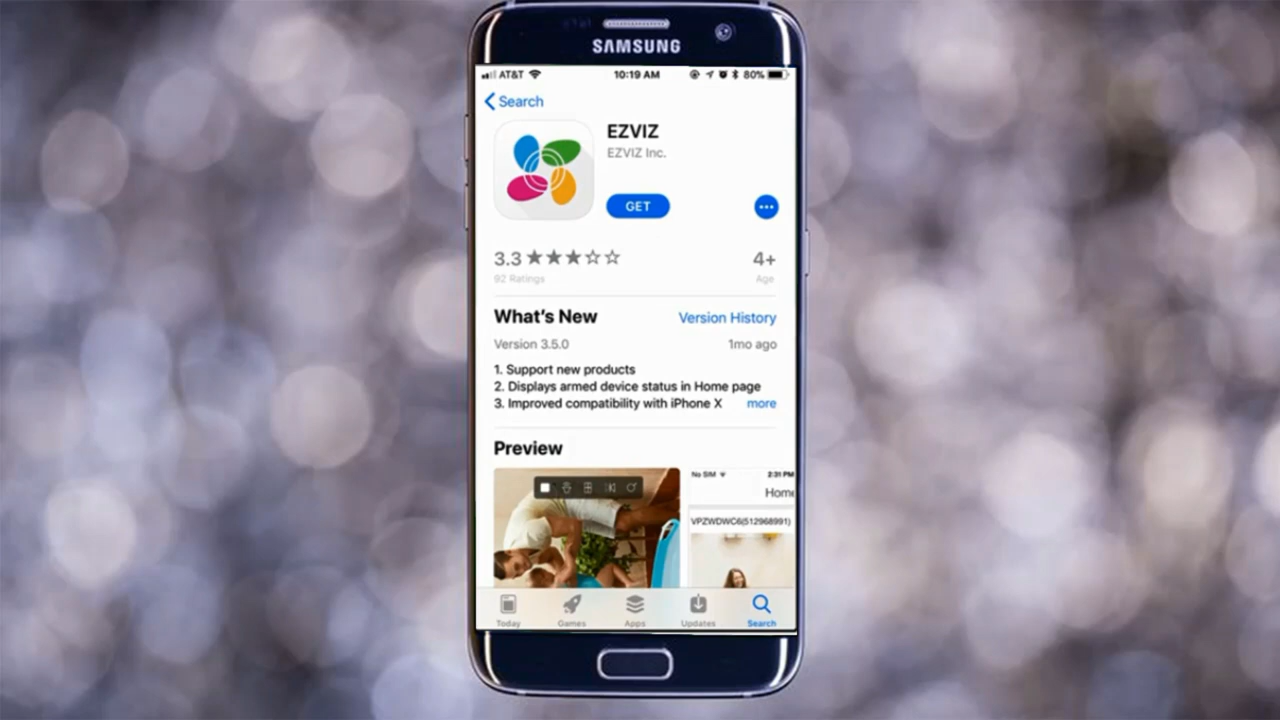 SAMSUNG
AT&T 10:19 AM 80%
Search
EZVIZ
EZVIZ Inc.
GET
3.3 4+
92 Ratings Age
What's New Version History
Version 3.5.0 1mo ago
1. Support new products
2. Displays armed device status in Home page
3. Improved compatibility with iPhone X more
Preview
No SIM 2:31 PM
Home
VPZWDWC6(512968991)
Today Games Apps Updates Search